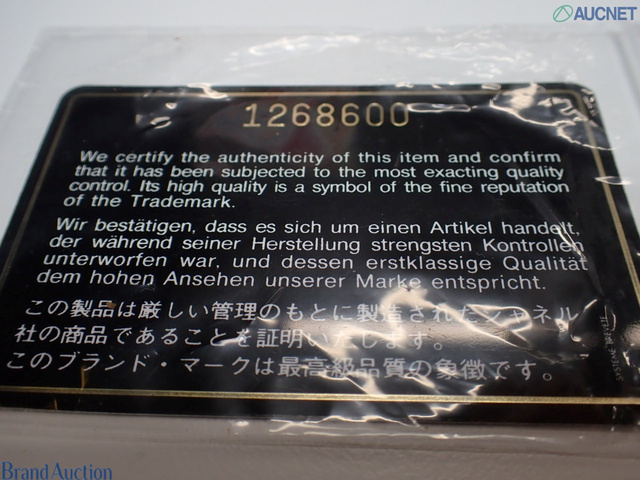 AUCNET
1268600
We certify the authenticity of this item and confirm
that it has been subjected to the most exacting quality
control. Its high quality is a symbol of the fine reputation
of the Trademark.
Wir bestätigen, dass es sich um einen Artikel handelt,
der während seiner Herstellung strengsten Kontrollen
unterworfen war, und dessen erstklassige Qualität
dem hohen Ansehen unserer Marke entspricht.
この製品は厳しい管理のもとに製造されたシャネル
社の商品であることを証明いたします。
このブランド・マークは最高級品質の象徴です。
Brand Auction